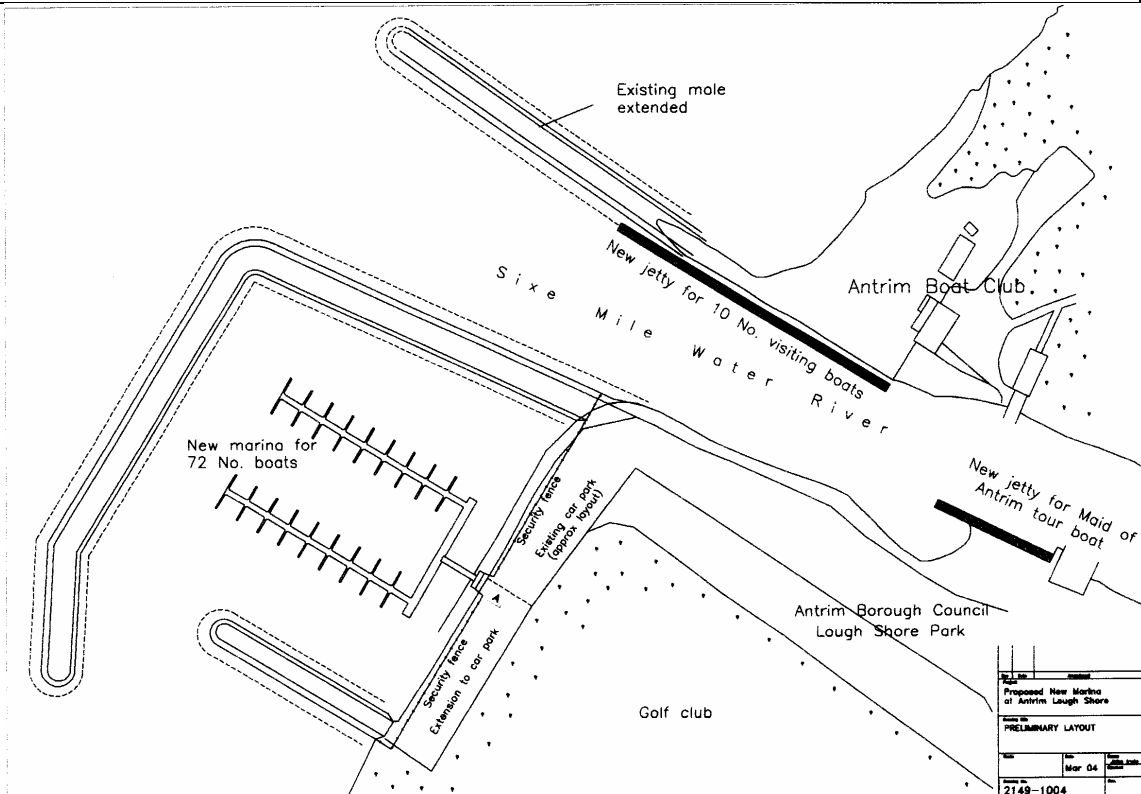 Existing mole
extended
New jetty for 10 No. visiting boats
Sixe Mile Water River
Antrim Boat Club
New marina for
72 No. boats
Security fence
Existing car park
(approx layout)
New jetty for Maid of
Antrim tour boat
Security fence
Extension to car park
Antrim Borough Council
Lough Shore Park
Golf club
Project
Proposed New Marina
at Antrim Lough Shore
PRELIMINARY LAYOUT
Date
Mar 04
2149-1004